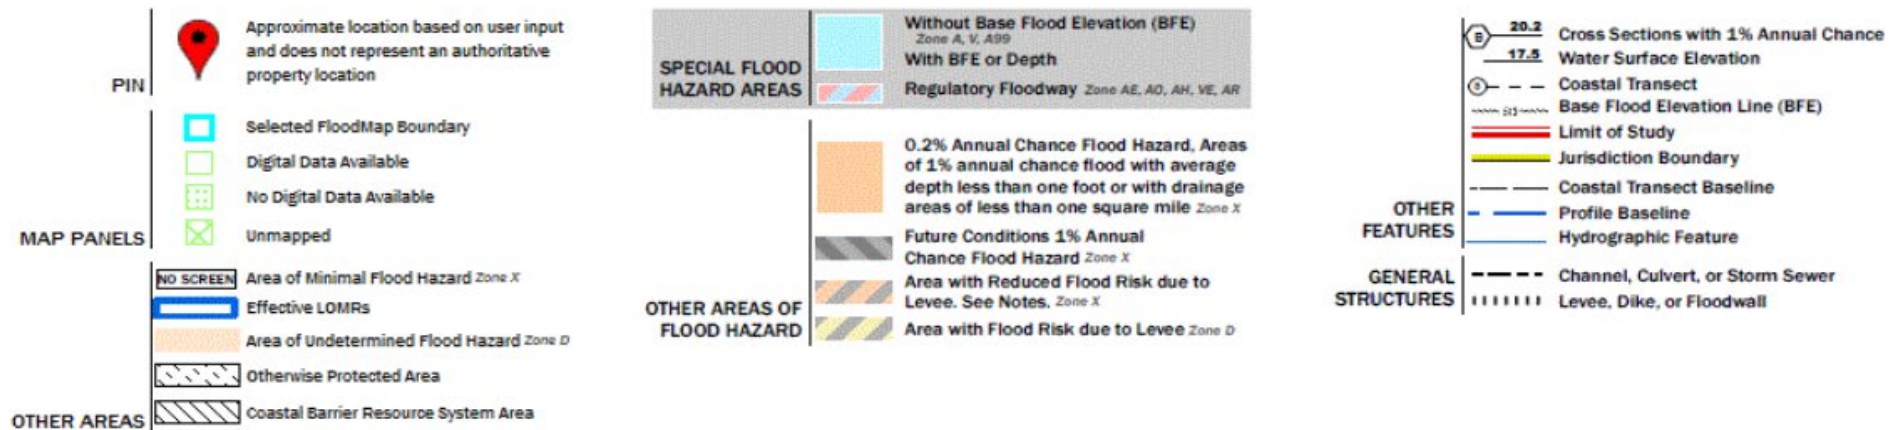 PIN
Approximate location based on user input
and does not represent an authoritative
property location
MAP PANELS
Selected FloodMap Boundary
Digital Data Available
No Digital Data Available
Unmapped
OTHER AREAS
NO SCREEN Area of Minimal Flood Hazard Zone X
Effective LOMRs
Area of Undetermined Flood Hazard Zone D
Otherwise Protected Area
Coastal Barrier Resource System Area
SPECIAL FLOOD
HAZARD AREAS
Without Base Flood Elevation (BFE)
Zone A, V, A99
With BFE or Depth
Regulatory Floodway Zone AE, AO, AH, VE, AR
OTHER AREAS OF
FLOOD HAZARD
0.2% Annual Chance Flood Hazard, Areas
of 1% annual chance flood with average
depth less than one foot or with drainage
areas of less than one square mile Zone X
Future Conditions 1% Annual
Chance Flood Hazard Zone X
Area with Reduced Flood Risk due to
Levee. See Notes. Zone X
Area with Flood Risk due to Levee Zone D
OTHER
FEATURES
B 20.2 Cross Sections with 1% Annual Chance
17.5 Water Surface Elevation
8 Coastal Transect
513 Base Flood Elevation Line (BFE)
Limit of Study
Jurisdiction Boundary
Coastal Transect Baseline
Profile Baseline
Hydrographic Feature
GENERAL
STRUCTURES
Channel, Culvert, or Storm Sewer
Levee, Dike, or Floodwall